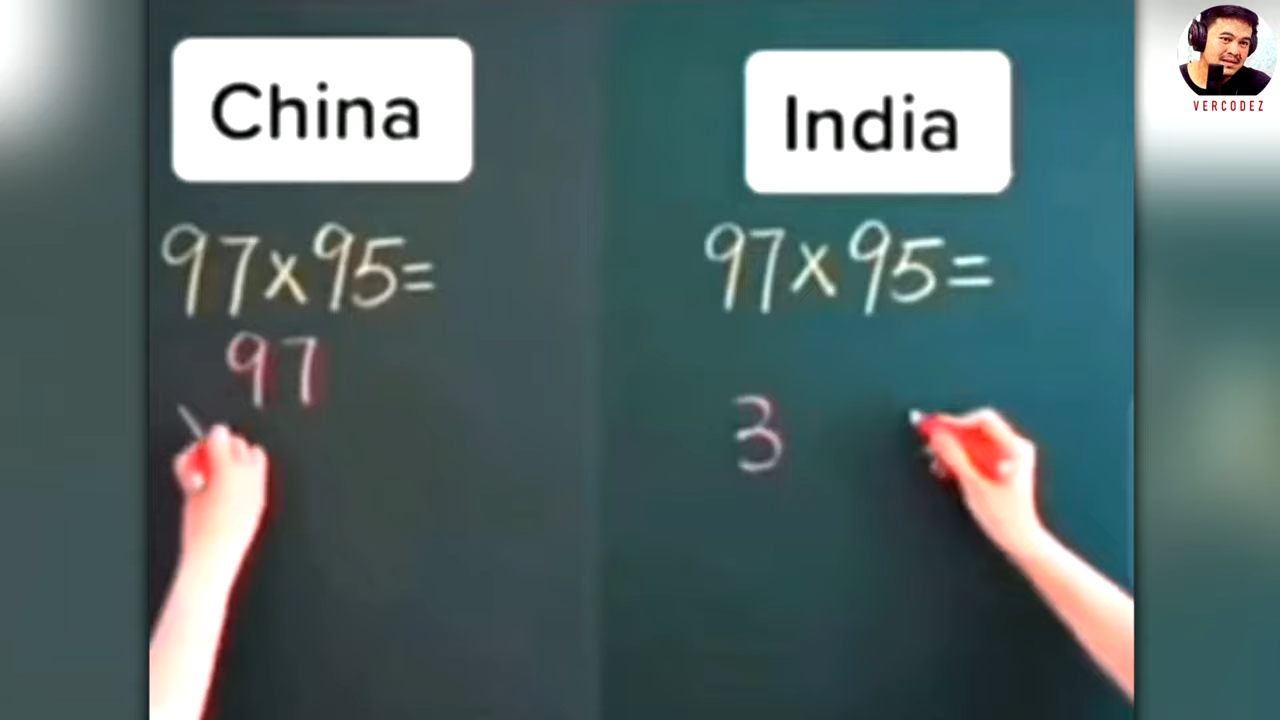 China
97x95=
97
India
97x95=
3
VERCODEZ